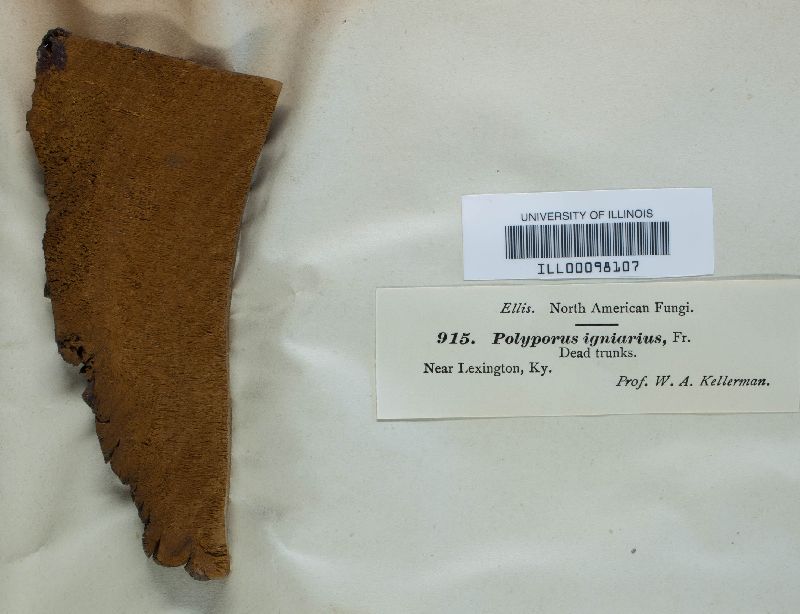 UNIVERSITY OF ILLINOIS
ILL00098107
Ellis. North American Fungi.
915. Polyporus igniarius, Fr.
Dead trunks.
Near Lexington, Ky.
Prof. W. A. Kellerman.